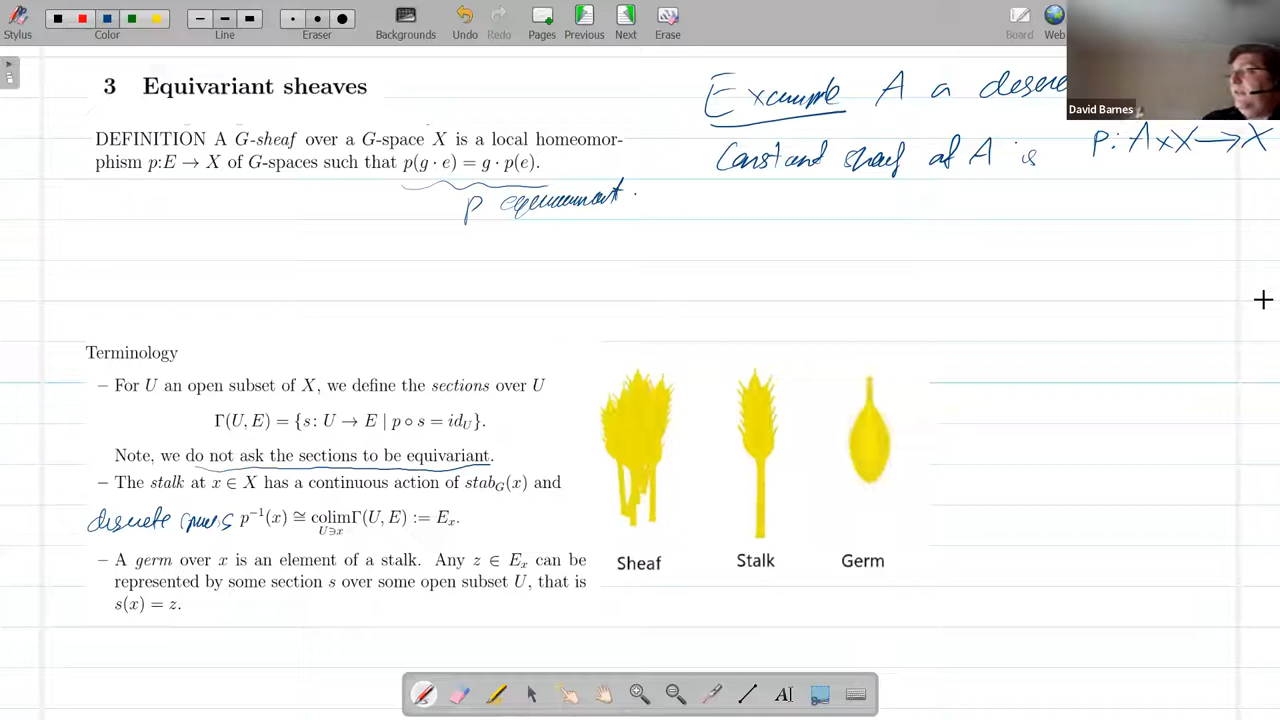 Stylus
Color
Line
Eraser
Backgrounds
Undo
Redo
Pages
Previous
Next
Erase
Board
Web
David Barnes
3 Equivariant sheaves
DEFINITION A G-sheaf over a G-space X is a local homeomor-
phism p:E → X of G-spaces such that p(g · e) = g · p(e).
p equivariant.
Example A a
Constant sheaf at A is p: A×X → X
Terminology
– For U an open subset of X, we define the sections over U
Γ(U, E) = {s: U → E | p ∘ s = id_U}.
Note, we do not ask the sections to be equivariant.
– The stalk at x ∈ X has a continuous action of stab_G(x) and
discrete spaces p⁻¹(x) ≅ colim_{U∋x} Γ(U, E) := E_x.
– A germ over x is an element of a stalk. Any z ∈ E_x can be
represented by some section s over some open subset U, that is
s(x) = z.
Sheaf
Stalk
Germ
AI